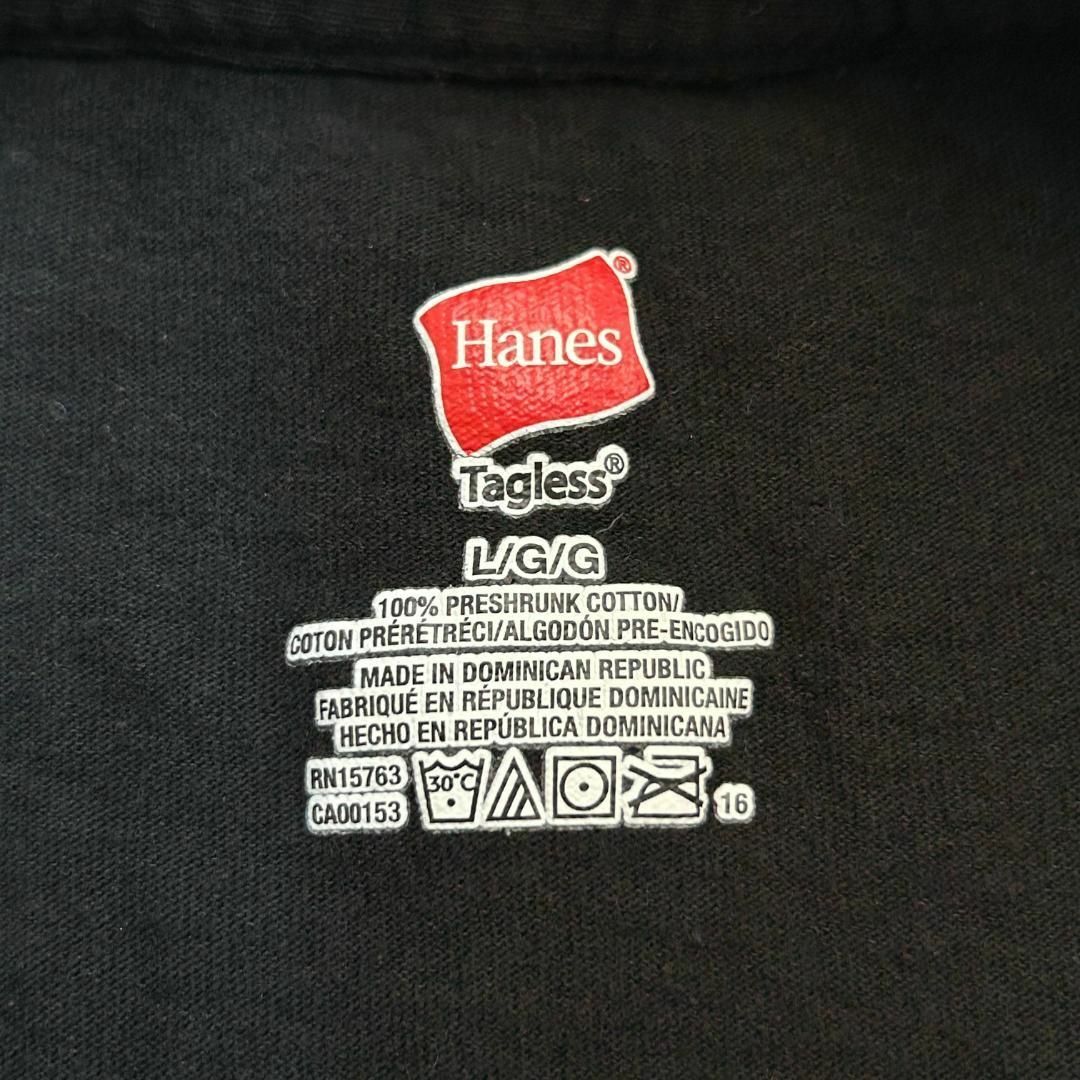 Hanes®
Tagless®
L/G/G
100% PRESHRUNK COTTON/
COTON PRÉRÉTRÉCI/ALGODÓN PRE-ENCOGIDO
MADE IN DOMINICAN REPUBLIC
FABRIQUÉ EN RÉPUBLIQUE DOMINICAINE
HECHO EN REPÚBLICA DOMINICANA
RN15763
CA00153
30°C
16